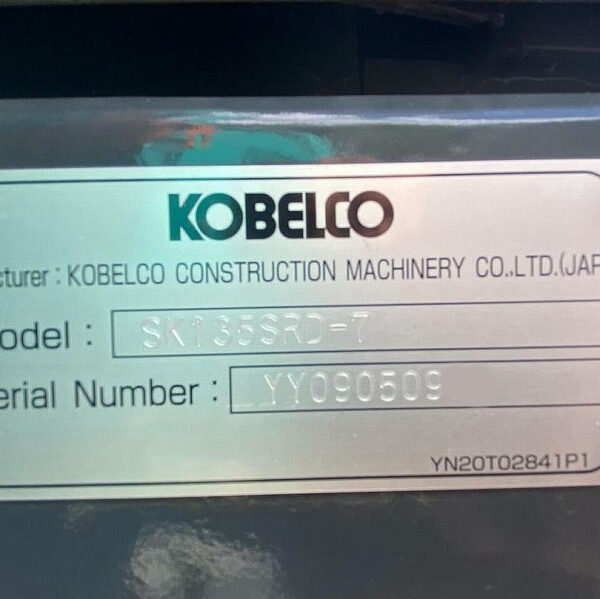 KOBELCO
cturer : KOBELCO CONSTRUCTION MACHINERY CO.,LTD.(JAP
odel : SK135SRD-7
erial Number : YY090509
YN20T02841P1